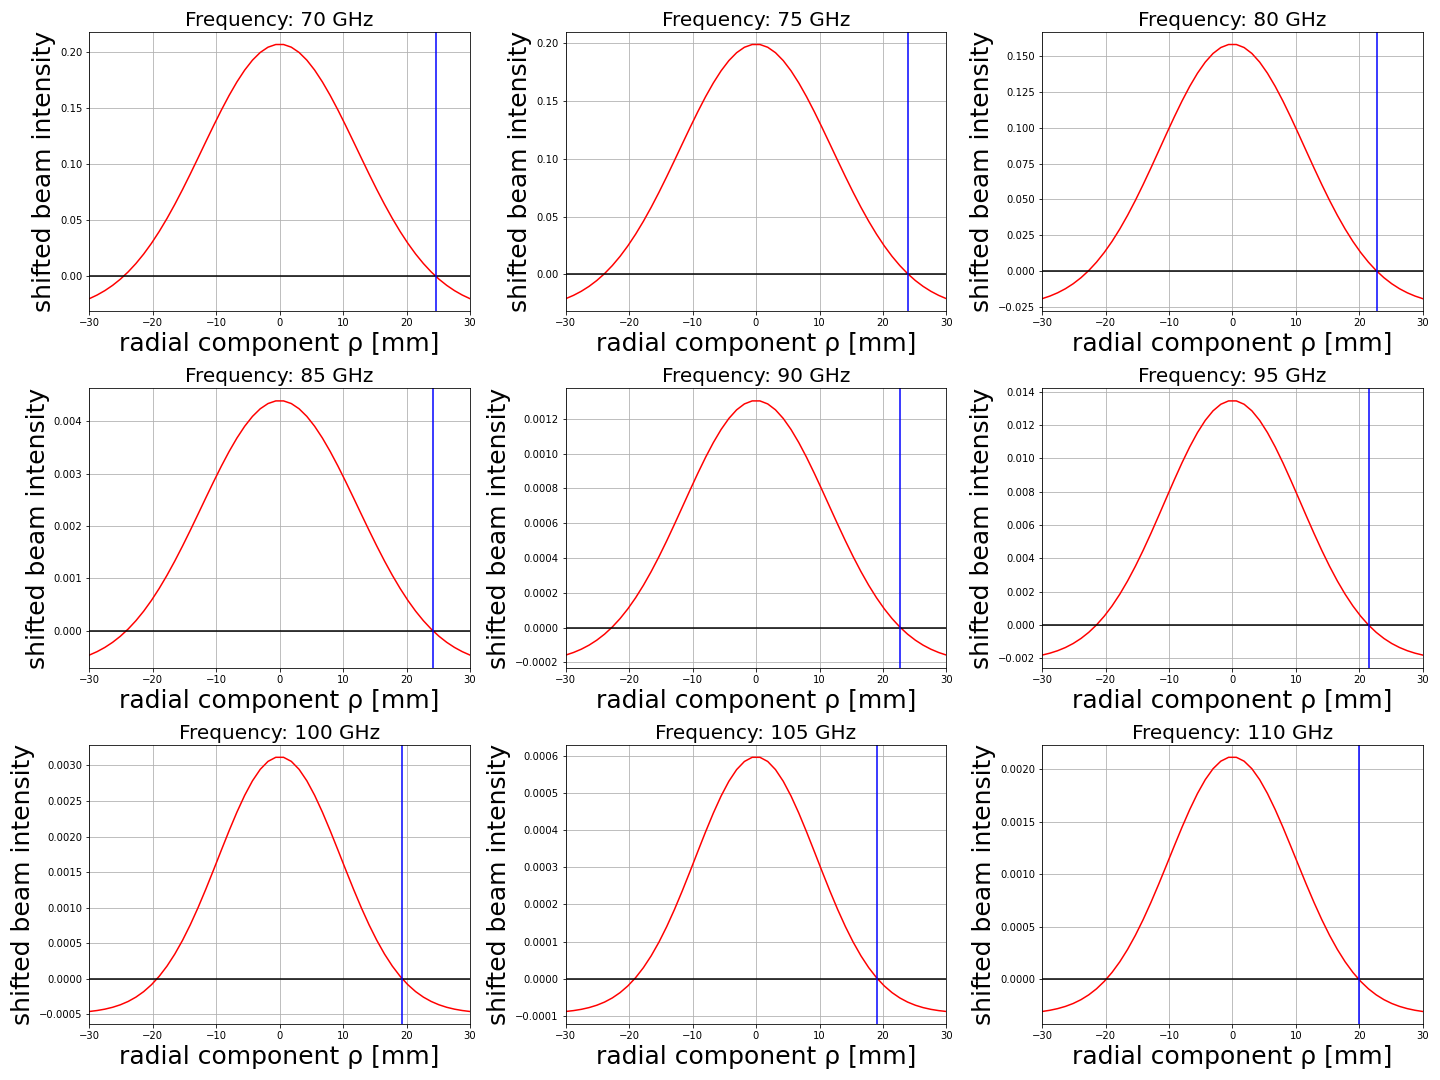 Frequency: 70 GHz
shifted beam intensity
0.20
0.15
0.10
0.05
0.00
−30 −20 −10 0 10 20 30
radial component ρ [mm]
Frequency: 75 GHz
shifted beam intensity
0.20
0.15
0.10
0.05
0.00
−30 −20 −10 0 10 20 30
radial component ρ [mm]
Frequency: 80 GHz
shifted beam intensity
0.150
0.125
0.100
0.075
0.050
0.025
0.000
−0.025
−30 −20 −10 0 10 20 30
radial component ρ [mm]
Frequency: 85 GHz
shifted beam intensity
0.004
0.003
0.002
0.001
0.000
−30 −20 −10 0 10 20 30
radial component ρ [mm]
Frequency: 90 GHz
shifted beam intensity
0.0012
0.0010
0.0008
0.0006
0.0004
0.0002
0.0000
−0.0002
−30 −20 −10 0 10 20 30
radial component ρ [mm]
Frequency: 95 GHz
shifted beam intensity
0.014
0.012
0.010
0.008
0.006
0.004
0.002
0.000
−0.002
−30 −20 −10 0 10 20 30
radial component ρ [mm]
Frequency: 100 GHz
shifted beam intensity
0.0030
0.0025
0.0020
0.0015
0.0010
0.0005
0.0000
−0.0005
−30 −20 −10 0 10 20 30
radial component ρ [mm]
Frequency: 105 GHz
shifted beam intensity
0.0006
0.0005
0.0004
0.0003
0.0002
0.0001
0.0000
−0.0001
−30 −20 −10 0 10 20 30
radial component ρ [mm]
Frequency: 110 GHz
shifted beam intensity
0.0020
0.0015
0.0010
0.0005
0.0000
−30 −20 −10 0 10 20 30
radial component ρ [mm]